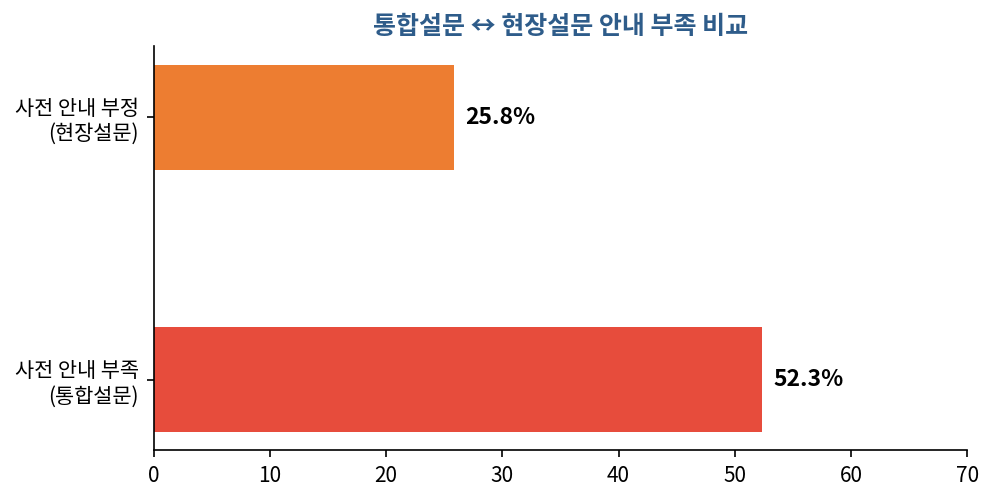 통합설문 ↔ 현장설문 안내 부족 비교
사전 안내 부정
(현장설문)
25.8%
사전 안내 부족
(통합설문)
52.3%
0 10 20 30 40 50 60 70